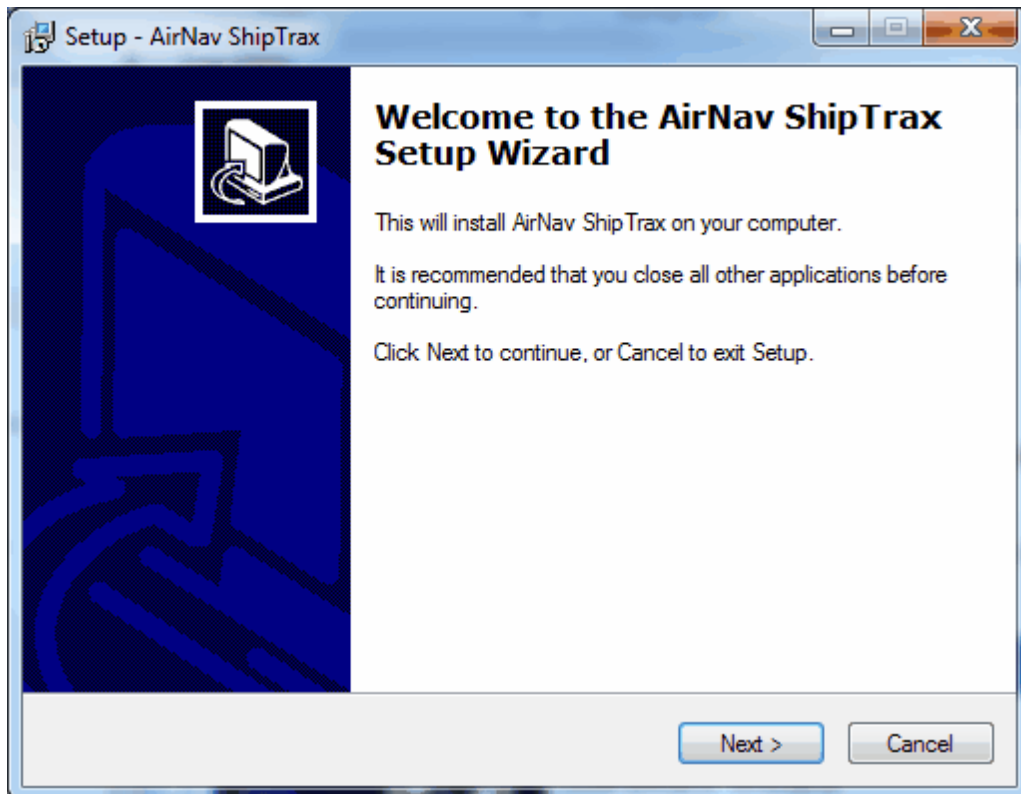 Setup - AirNav ShipTrax
Welcome to the AirNav ShipTrax
Setup Wizard
This will install AirNav ShipTrax on your computer.
It is recommended that you close all other applications before
continuing.
Click Next to continue, or Cancel to exit Setup.
Next >
Cancel